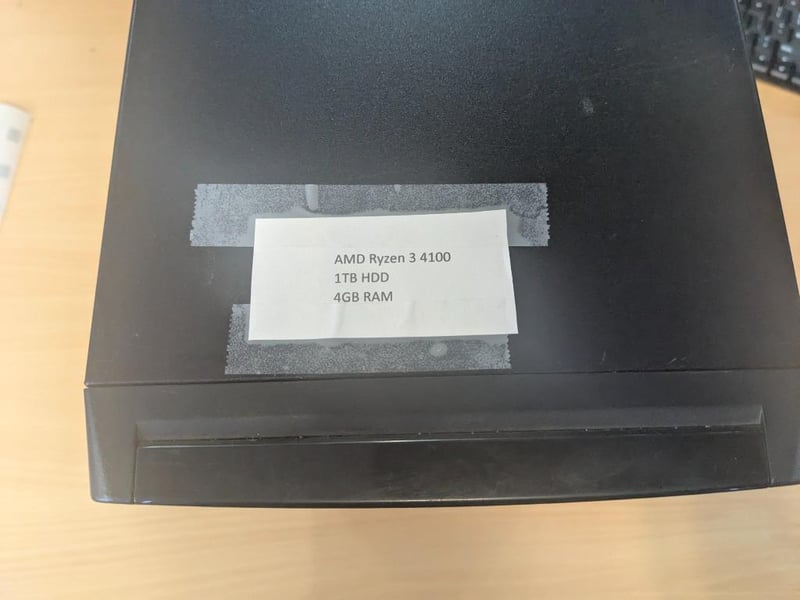 AMD Ryzen 3 4100
1TB HDD
4GB RAM